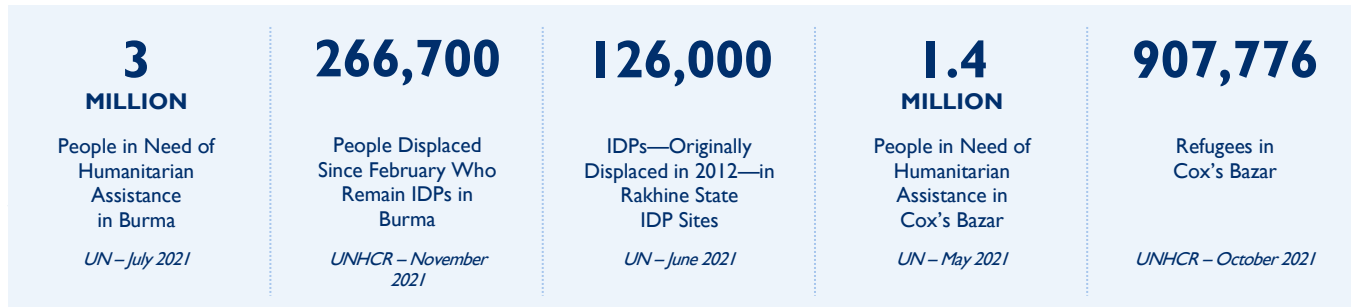 3
MILLION
People in Need of
Humanitarian
Assistance
in Burma
UN – July 2021
266,700
People Displaced
Since February Who
Remain IDPs in
Burma
UNHCR – November
2021
126,000
IDPs—Originally
Displaced in 2012—in
Rakhine State
IDP Sites
UN – June 2021
1.4
MILLION
People in Need of
Humanitarian
Assistance in
Cox’s Bazar
UN – May 2021
907,776
Refugees in
Cox’s Bazar
UNHCR – October 2021